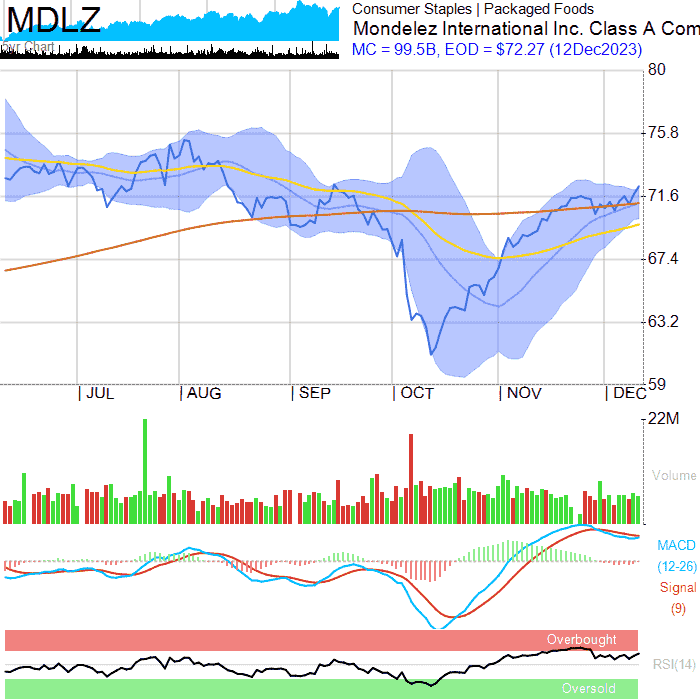 MDLZ
Consumer Staples | Packaged Foods
Mondelez International Inc. Class A Com
MC = 99.5B, EOD = $72.27 (12Dec2023)
Chart
80
75.8
71.6
67.4
63.2
59
JUL
AUG
SEP
OCT
NOV
DEC
22M
Volume
MACD
(12-26)
Signal
(9)
Overbought
RSI(14)
Oversold